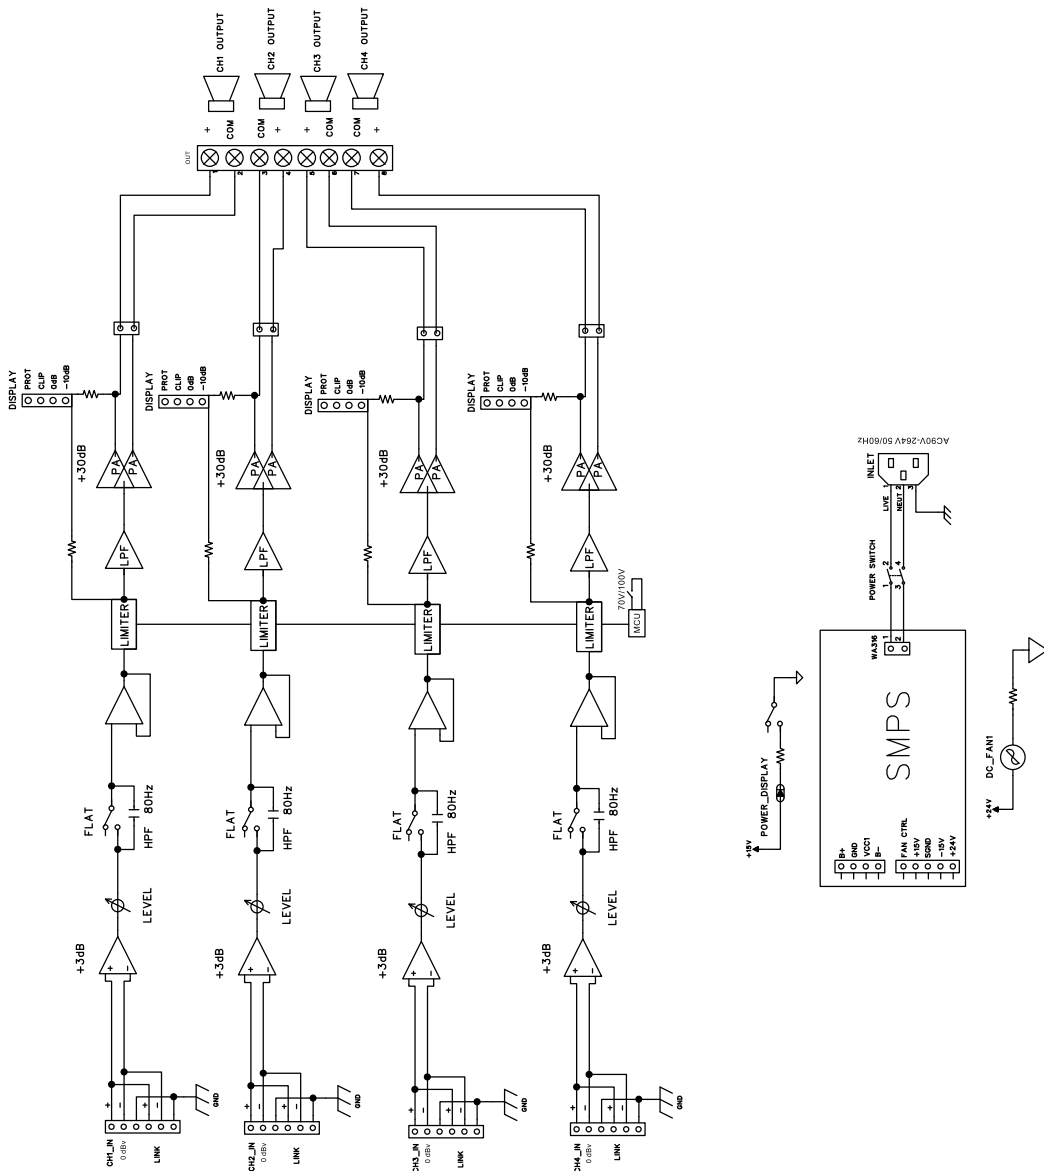 CH1 OUTPUT
CH2 OUTPUT
CH3 OUTPUT
CH4 OUTPUT
+
COM
COM
+
+
COM
COM
+
OUT
1
2
3
4
5
6
7
8
DISPLAY
PROT
CLIP
0dB
-10dB
DISPLAY
PROT
CLIP
0dB
-10dB
DISPLAY
PROT
CLIP
0dB
-10dB
DISPLAY
PROT
CLIP
0dB
-10dB
+30dB
PA+
PA-
+30dB
PA+
PA-
+30dB
PA+
PA-
+30dB
PA+
PA-
LPF
LPF
LPF
LPF
LIMITER
LIMITER
LIMITER
LIMITER
MCU
70V/100V
FLAT
HPF 80Hz
FLAT
HPF 80Hz
FLAT
HPF 80Hz
FLAT
HPF 80Hz
LEVEL
LEVEL
LEVEL
LEVEL
+3dB
+
-
+3dB
+
-
+3dB
+
-
+3dB
+
-
+
-
+
-
GND
CH1_IN
0 dBv
LINK
+
-
+
-
GND
CH2_IN
0 dBv
LINK
+
-
+
-
GND
CH3_IN
0 dBv
LINK
+
-
+
-
GND
CH4_IN
0 dBv
LINK
AC90V-264V 50/60Hz
INLET
1
2
3
LIVE
NEUT
POWER SWITCH
1 2
3 4
WA316
1
2
SMPS
B+
GND
VCC1
B-
FAN CTRL
+15V
SGND
-15V
+24V
POWER_DISPLAY
+15V
DC_FAN1
+24V